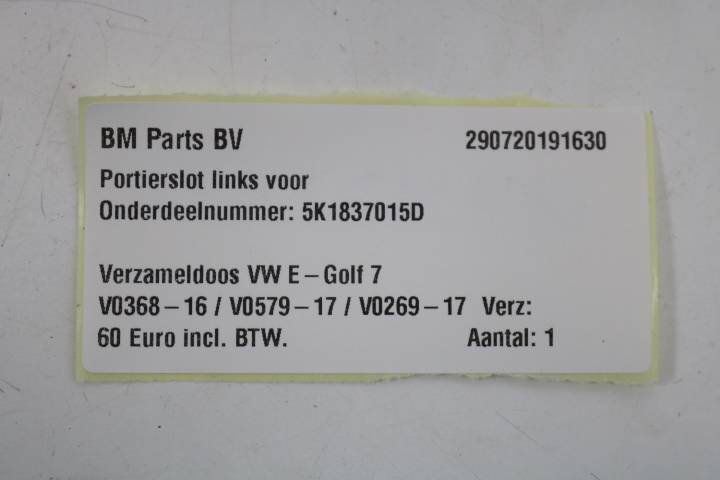 BM Parts BV 290720191630
Portierslot links voor
Onderdeelnummer: 5K1837015D
Verzameldoos VW E-Golf 7
V0368-16 / V0579-17 / V0269-17 Verz:
60 Euro incl. BTW. Aantal: 1